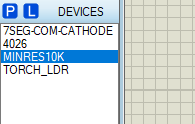 P L DEVICES
7SEG-COM-CATHODE
4026
MINRES10K
TORCH_LDR